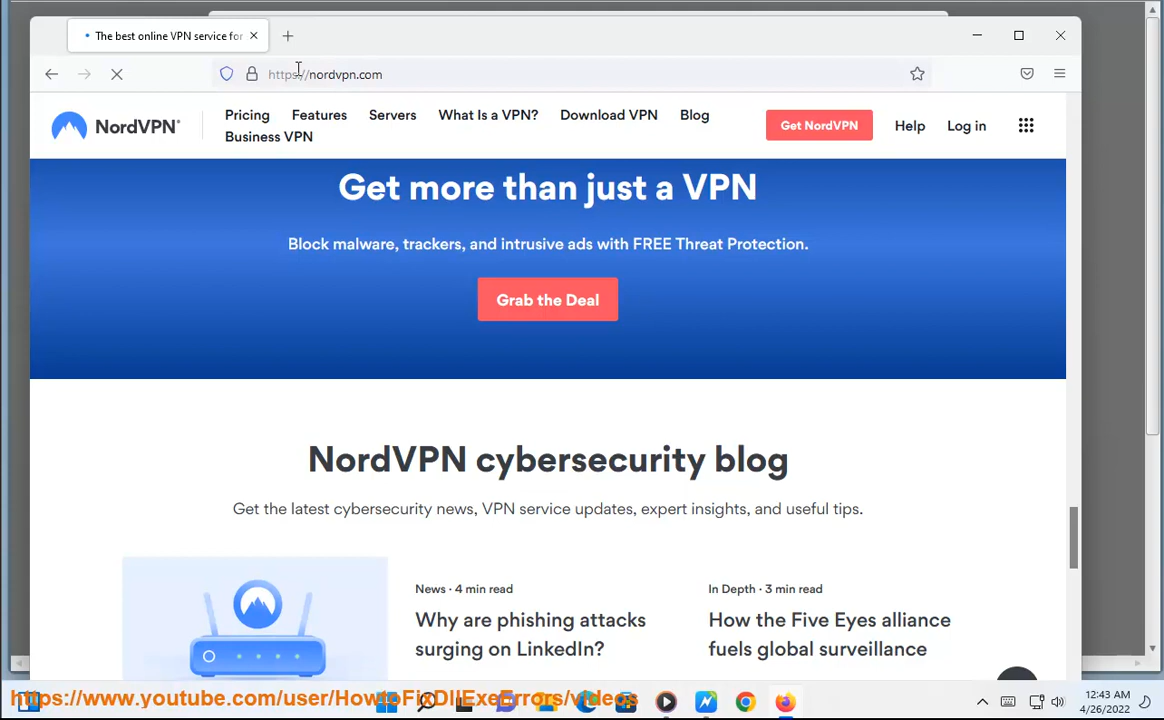 The best online VPN service for
https://nordvpn.com
NordVPN®
Pricing Features Servers What Is a VPN? Download VPN Blog
Business VPN
Get NordVPN
Help
Log in
Get more than just a VPN
Block malware, trackers, and intrusive ads with FREE Threat Protection.
Grab the Deal
NordVPN cybersecurity blog
Get the latest cybersecurity news, VPN service updates, expert insights, and useful tips.
News · 4 min read
Why are phishing attacks
surging on LinkedIn?
In Depth · 3 min read
How the Five Eyes alliance
fuels global surveillance
https://www.youtube.com/user/HowtoFixDllExeErrors/videos
12:43 AM
4/26/2022